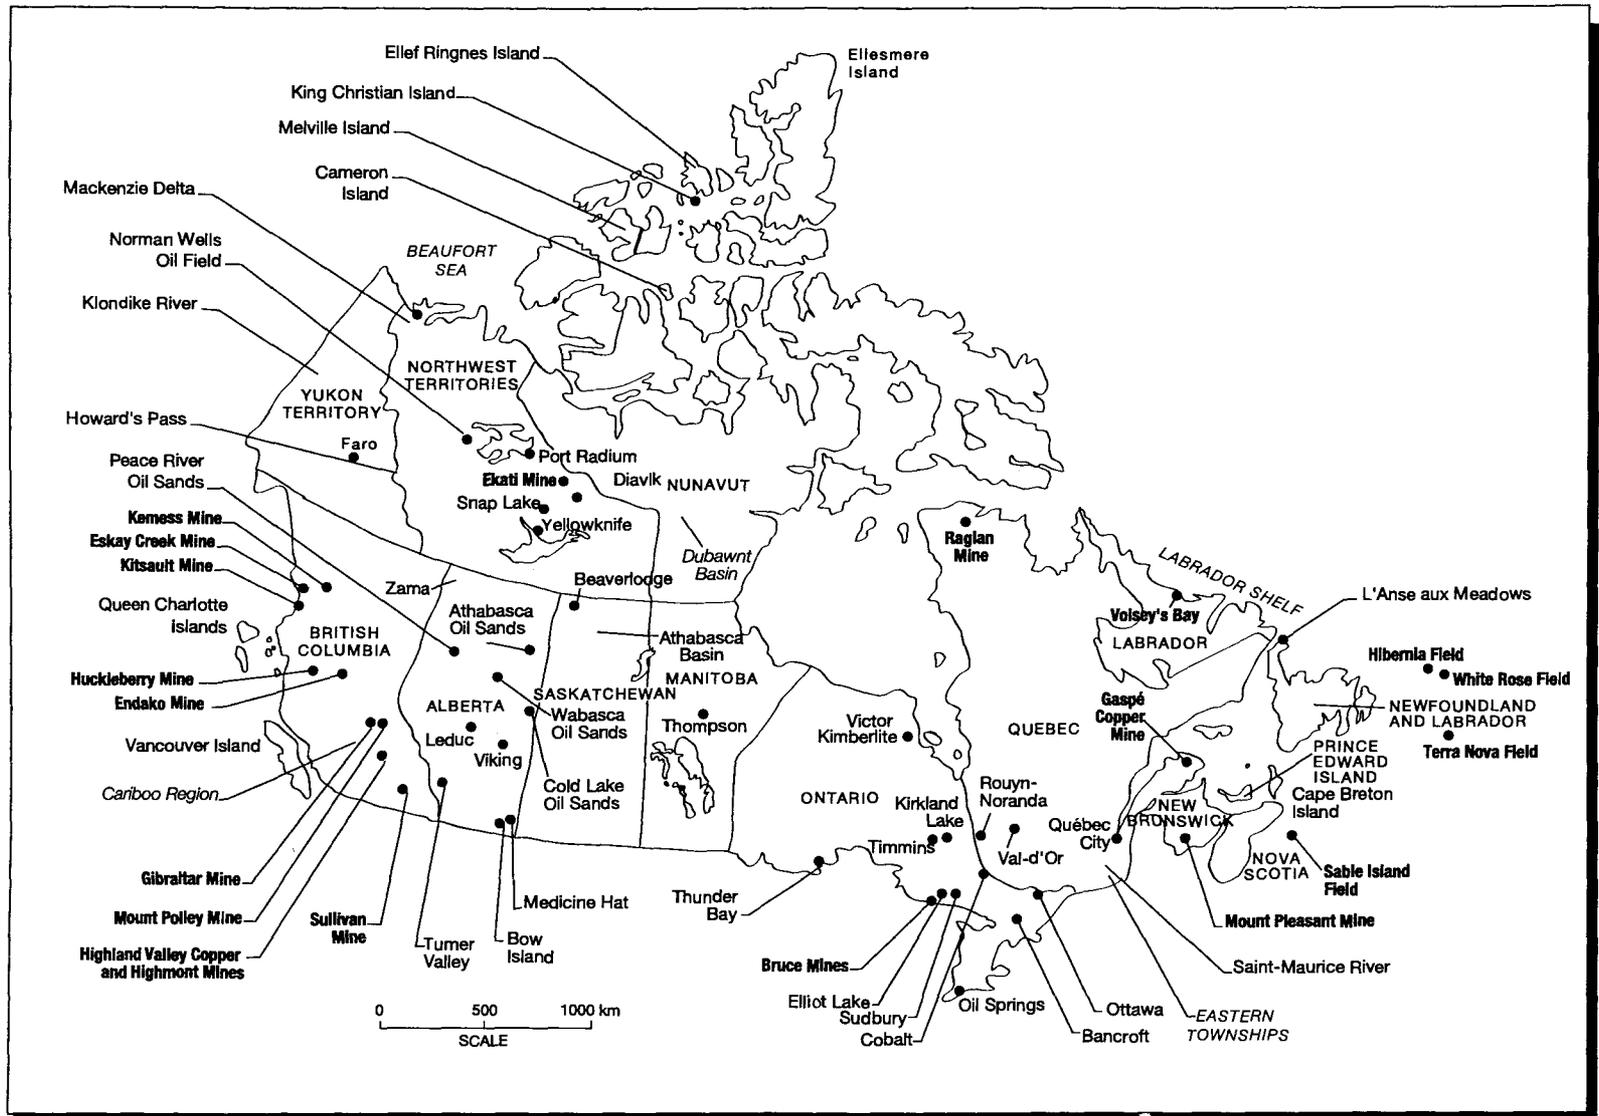 Ellef Ringnes Island
Ellesmere
Island
King Christian Island
Melville Island
Cameron
Island
Mackenzie Delta
Norman Wells
Oil Field
BEAUFORT
SEA
Klondike River
NORTHWEST
TERRITORIES
YUKON
TERRITORY
Howard's Pass
Faro
Peace River
Oil Sands
Port Radium
Ekati Mine
Diavik
NUNAVUT
Snap Lake
Yellowknife
Kemess Mine
Eskay Creek Mine
Kitsault Mine
Raglan
Mine
Dubawnt
Basin
LABRADOR SHELF
Zama
Beaverlodge
Queen Charlotte
Islands
Athabasca
Oil Sands
L'Anse aux Meadows
Voisey's Bay
BRITISH
COLUMBIA
Athabasca
Basin
LABRADOR
Hibernia Field
White Rose Field
Huckleberry Mine
Endako Mine
MANITOBA
SASKATCHEWAN
ALBERTA
Wabasca
Oil Sands
Thompson
Victor
Kimberlite
QUEBEC
Gaspé
Copper
Mine
NEWFOUNDLAND
AND LABRADOR
Terra Nova Field
Leduc
Viking
Vancouver Island
PRINCE
EDWARD
ISLAND
Cape Breton
Island
Cariboo Region
Cold Lake
Oil Sands
ONTARIO
Kirkland
Lake
Rouyn-
Noranda
NEW
BRUNSWICK
Québec
City
Timmins
Val-d'Or
NOVA
SCOTIA
Sable Island
Field
Gibraltar Mine
Mount Polley Mine
Highland Valley Copper
and Highmont Mines
Sullivan
Mine
Turner
Valley
Bow
Island
Medicine Hat
Thunder
Bay
Mount Pleasant Mine
Bruce Mines
Saint-Maurice River
Elliot Lake
Sudbury
Cobalt
Oil Springs
Ottawa
Bancroft
EASTERN
TOWNSHIPS
0 500 1000 km
SCALE